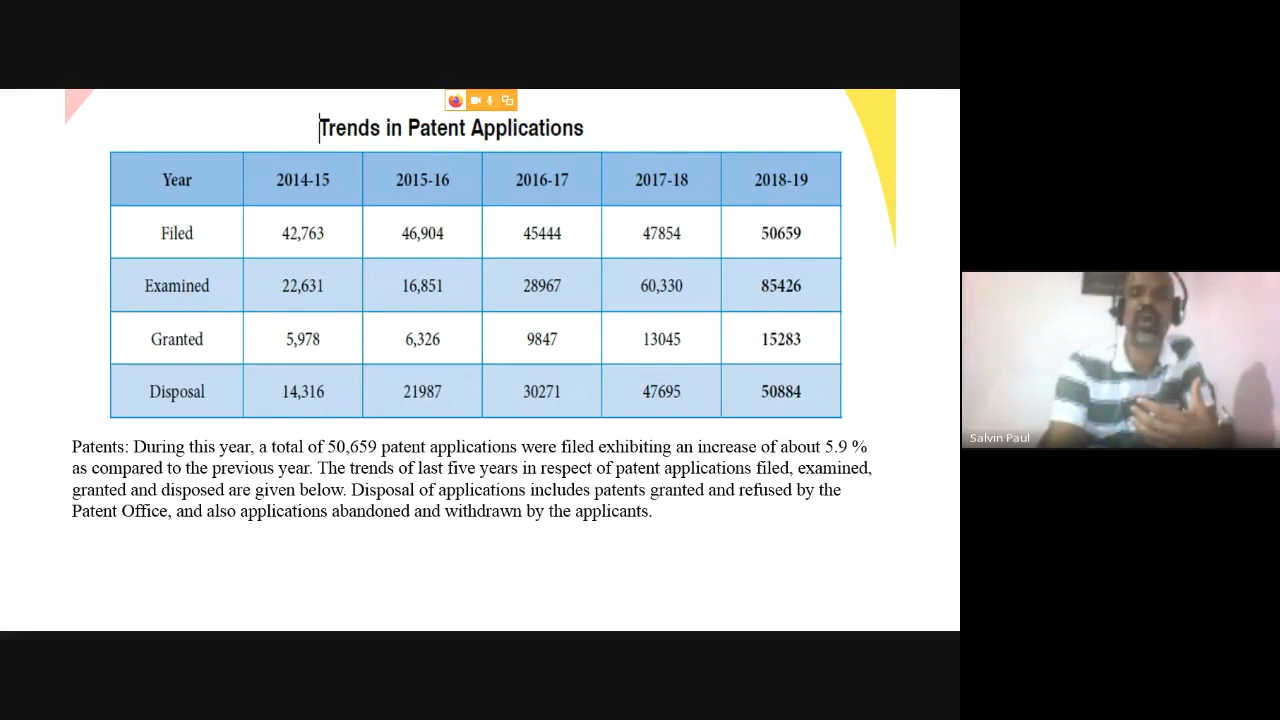 Trends in Patent Applications
Year 2014-15 2015-16 2016-17 2017-18 2018-19
Filed 42,763 46,904 45444 47854 50659
Examined 22,631 16,851 28967 60,330 85426
Granted 5,978 6,326 9847 13045 15283
Disposal 14,316 21987 30271 47695 50884
Patents: During this year, a total of 50,659 patent applications were filed exhibiting an increase of about 5.9 %
as compared to the previous year. The trends of last five years in respect of patent applications filed, examined,
granted and disposed are given below. Disposal of applications includes patents granted and refused by the
Patent Office, and also applications abandoned and withdrawn by the applicants.
Salvin Paul